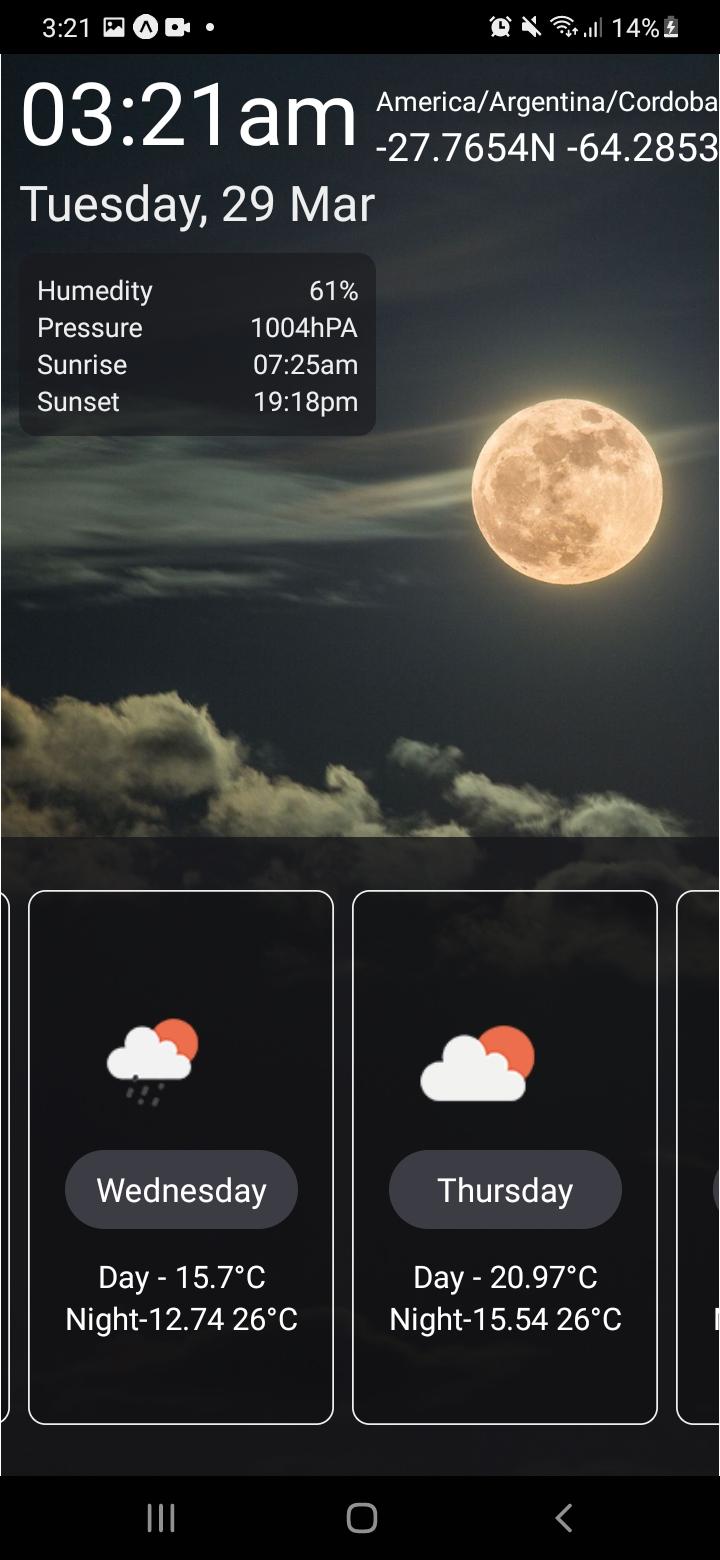 3:21 14%
03:21am
America/Argentina/Cordoba
-27.7654N -64.2853
Tuesday, 29 Mar
Humedity 61%
Pressure 1004hPA
Sunrise 07:25am
Sunset 19:18pm
Wednesday
Day - 15.7°C
Night-12.74 26°C
Thursday
Day - 20.97°C
Night-15.54 26°C